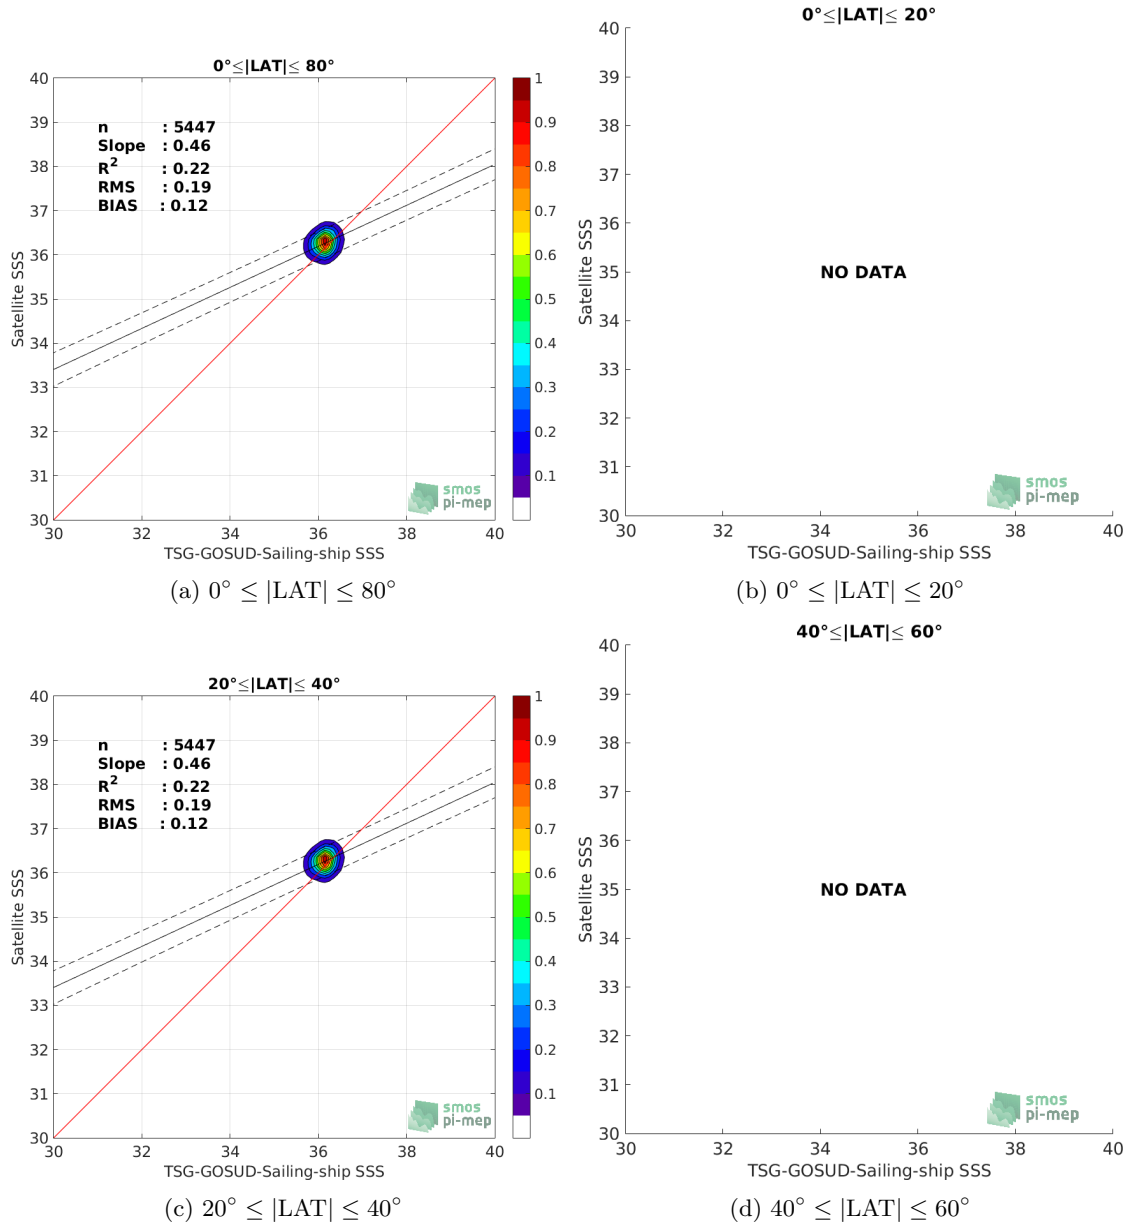 0°≤|LAT|≤ 80°
n : 5447
Slope : 0.46
R2 : 0.22
RMS : 0.19
BIAS : 0.12
40
39
38
37
36
35
34
33
32
31
30
30 32 34 36 38 40
Satellite SSS
TSG-GOSUD-Sailing-ship SSS
1
0.9
0.8
0.7
0.6
0.5
0.4
0.3
0.2
0.1
smos
pi-mep
(a) 0° ≤ |LAT| ≤ 80°
0°≤|LAT|≤ 20°
40
39
38
37
36
35
34
33
32
31
30
30 32 34 36 38 40
Satellite SSS
NO DATA
TSG-GOSUD-Sailing-ship SSS
smos
pi-mep
(b) 0° ≤ |LAT| ≤ 20°
20°≤|LAT|≤ 40°
n : 5447
Slope : 0.46
R2 : 0.22
RMS : 0.19
BIAS : 0.12
40
39
38
37
36
35
34
33
32
31
30
30 32 34 36 38 40
Satellite SSS
TSG-GOSUD-Sailing-ship SSS
1
0.9
0.8
0.7
0.6
0.5
0.4
0.3
0.2
0.1
smos
pi-mep
(c) 20° ≤ |LAT| ≤ 40°
40°≤|LAT|≤ 60°
40
39
38
37
36
35
34
33
32
31
30
30 32 34 36 38 40
Satellite SSS
NO DATA
TSG-GOSUD-Sailing-ship SSS
smos
pi-mep
(d) 40° ≤ |LAT| ≤ 60°